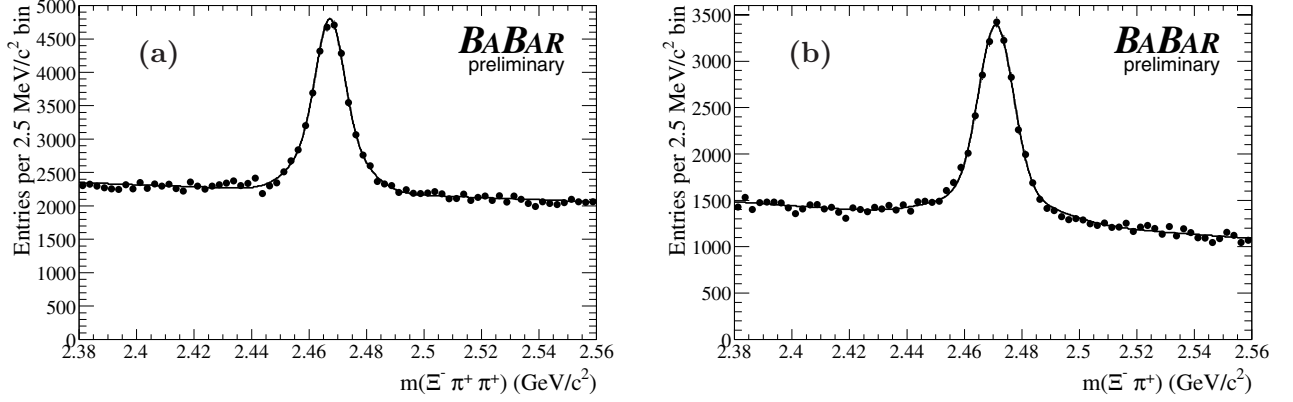 Entries per 2.5 MeV/c² bin
5000
4500
4000
3500
3000
2500
2000
1500
1000
500
0
(a)
BABAR
preliminary
2.38 2.4 2.42 2.44 2.46 2.48 2.5 2.52 2.54 2.56
m(Ξ⁻ π⁺ π⁺) (GeV/c²)
Entries per 2.5 MeV/c² bin
3500
3000
2500
2000
1500
1000
500
0
(b)
BABAR
preliminary
2.38 2.4 2.42 2.44 2.46 2.48 2.5 2.52 2.54 2.56
m(Ξ⁻ π⁺) (GeV/c²)